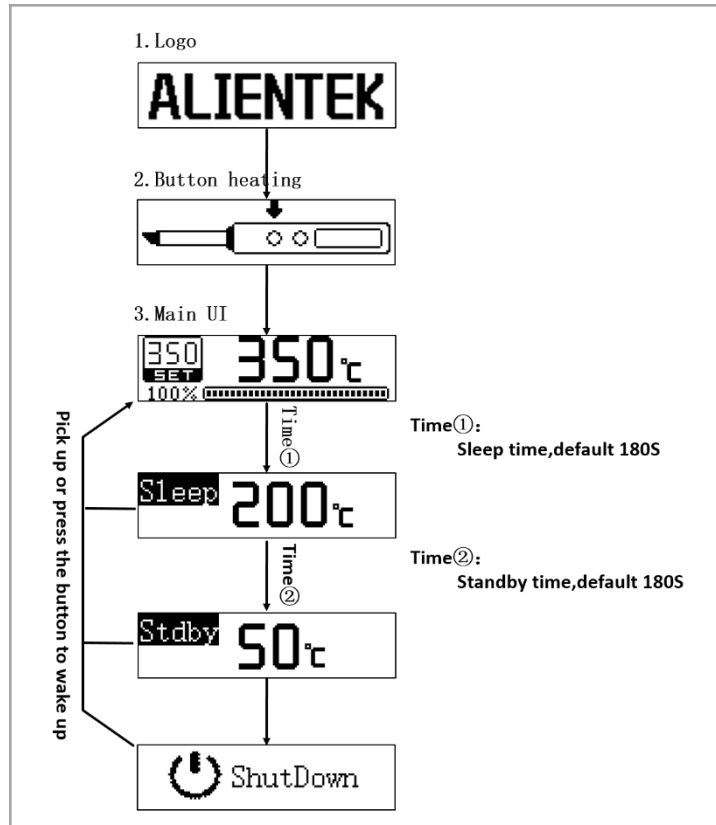 1.Logo
ALIENTEK
2.Button heating
3.Main UI
350
SET
350℃
100%
Time①
Time①:
Sleep time,default 180S
Pick up or press the button to wake up
Sleep
200℃
Time②
Time②:
Standby time,default 180S
Stdby
50℃
ShutDown